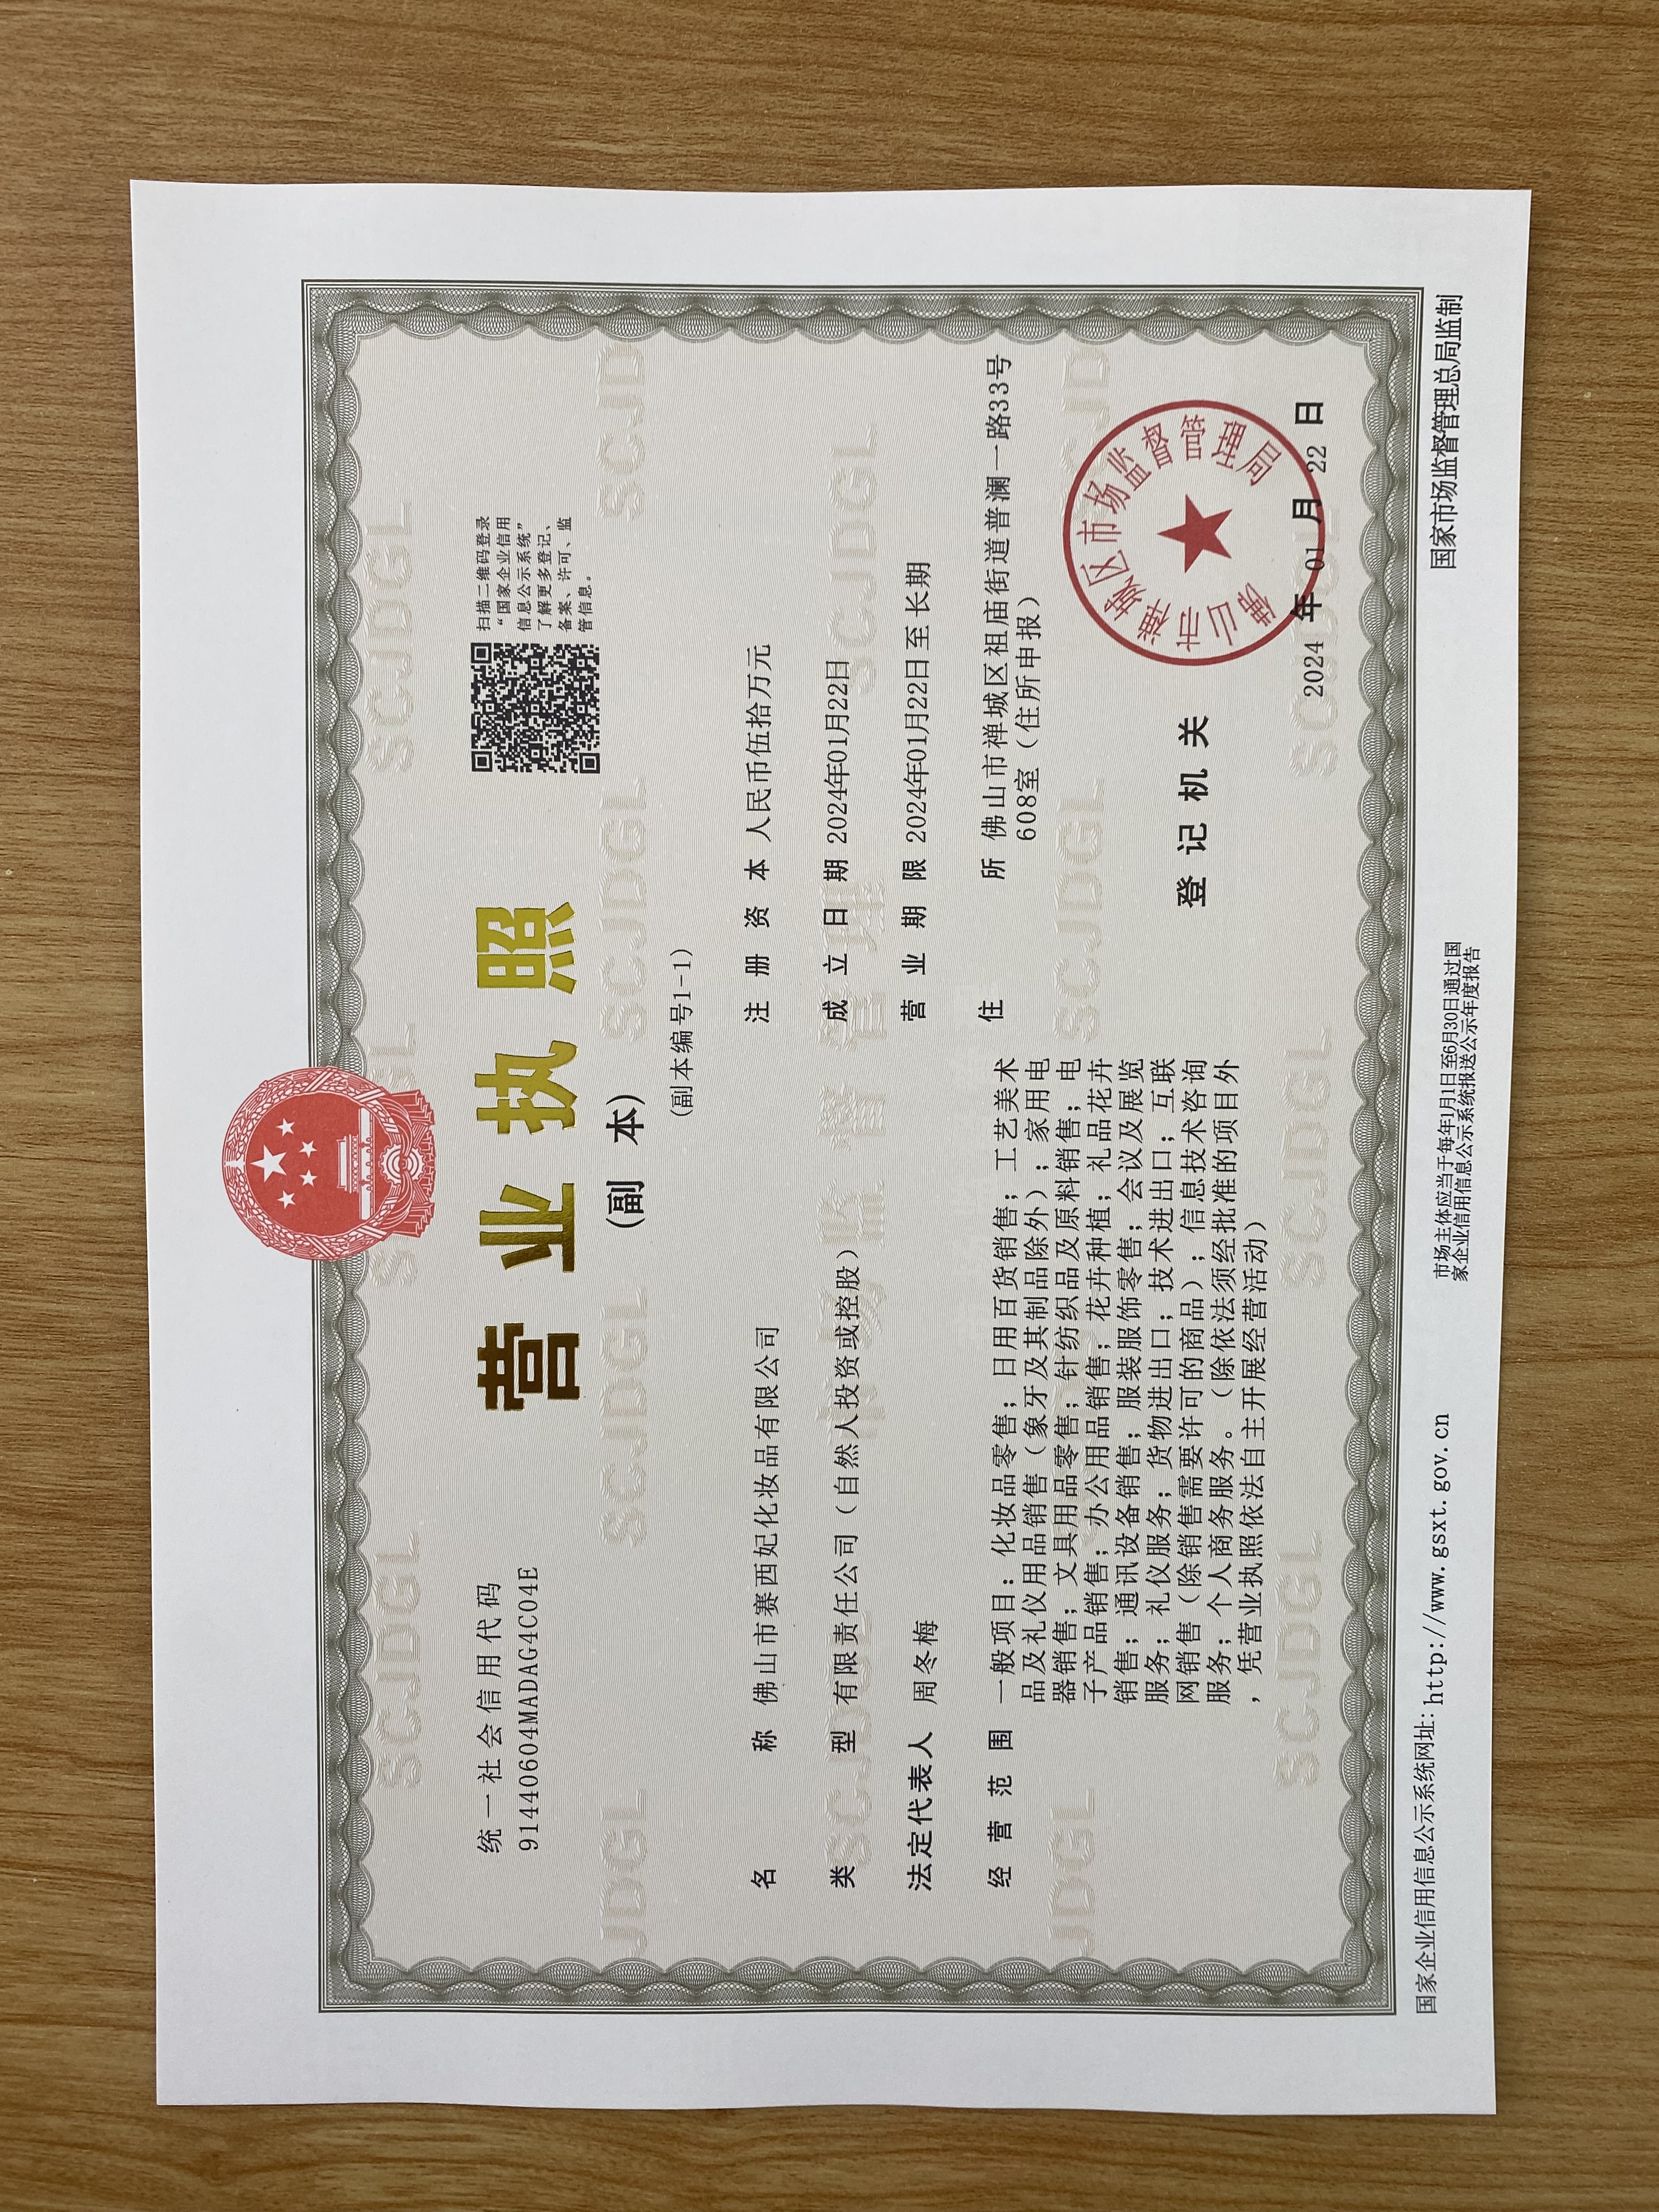 统一社会信用代码
91440604MADAG4C04E
营业执照
(副 本)
(副本编号1-1)
扫描二维码登录
“国家企业信用
信息公示系统”
了解更多登记、
备案、许可、监
管信息。
名称 佛山市赛西妃化妆品有限公司
类型 有限责任公司（自然人投资或控股）
法定代表人 周冬梅
经营范围 一般项目：化妆品零售；日用百货销售；工艺美术
品及礼仪用品销售（象牙及其制品除外）；家用电
器销售；文具用品零售；针纺织品及原料销售；电
子产品销售；办公用品销售；花卉种植；礼品花卉
销售；通讯设备销售；服装服饰零售；会议及展览
服务；礼仪服务；货物进出口；技术进出口；互联
网销售（除销售需要许可的商品）；信息技术咨询
服务；个人商务服务。（除依法须经批准的项目外
，凭营业执照依法自主开展经营活动）
注册资本 人民币伍拾万元
成立日期 2024年01月22日
营业期限 2024年01月22日至长期
住所 佛山市禅城区祖庙街道普澜一路33号
608室（住所申报）
登记机关
佛山市禅城区市场监督管理局
2024 年 01 月 22 日
国家企业信用信息公示系统网址：http://www.gsxt.gov.cn
市场主体应当于每年1月1日至6月30日通过国
家企业信用信息公示系统报送公示年度报告
国家市场监督管理总局监制